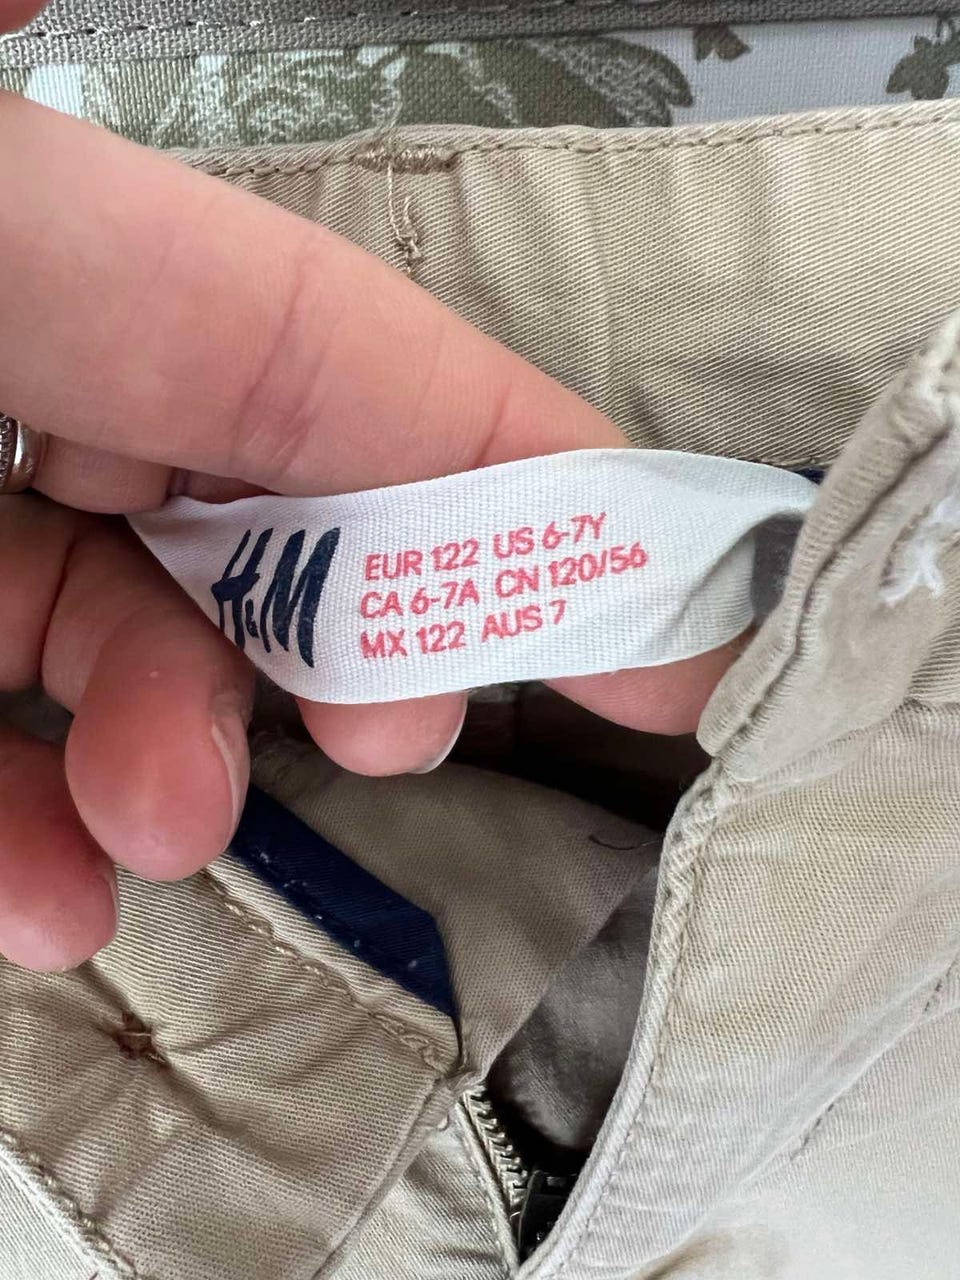 H&M
EUR 122 US 6-7Y
CA 6-7A CN 120/56
MX 122 AUS 7